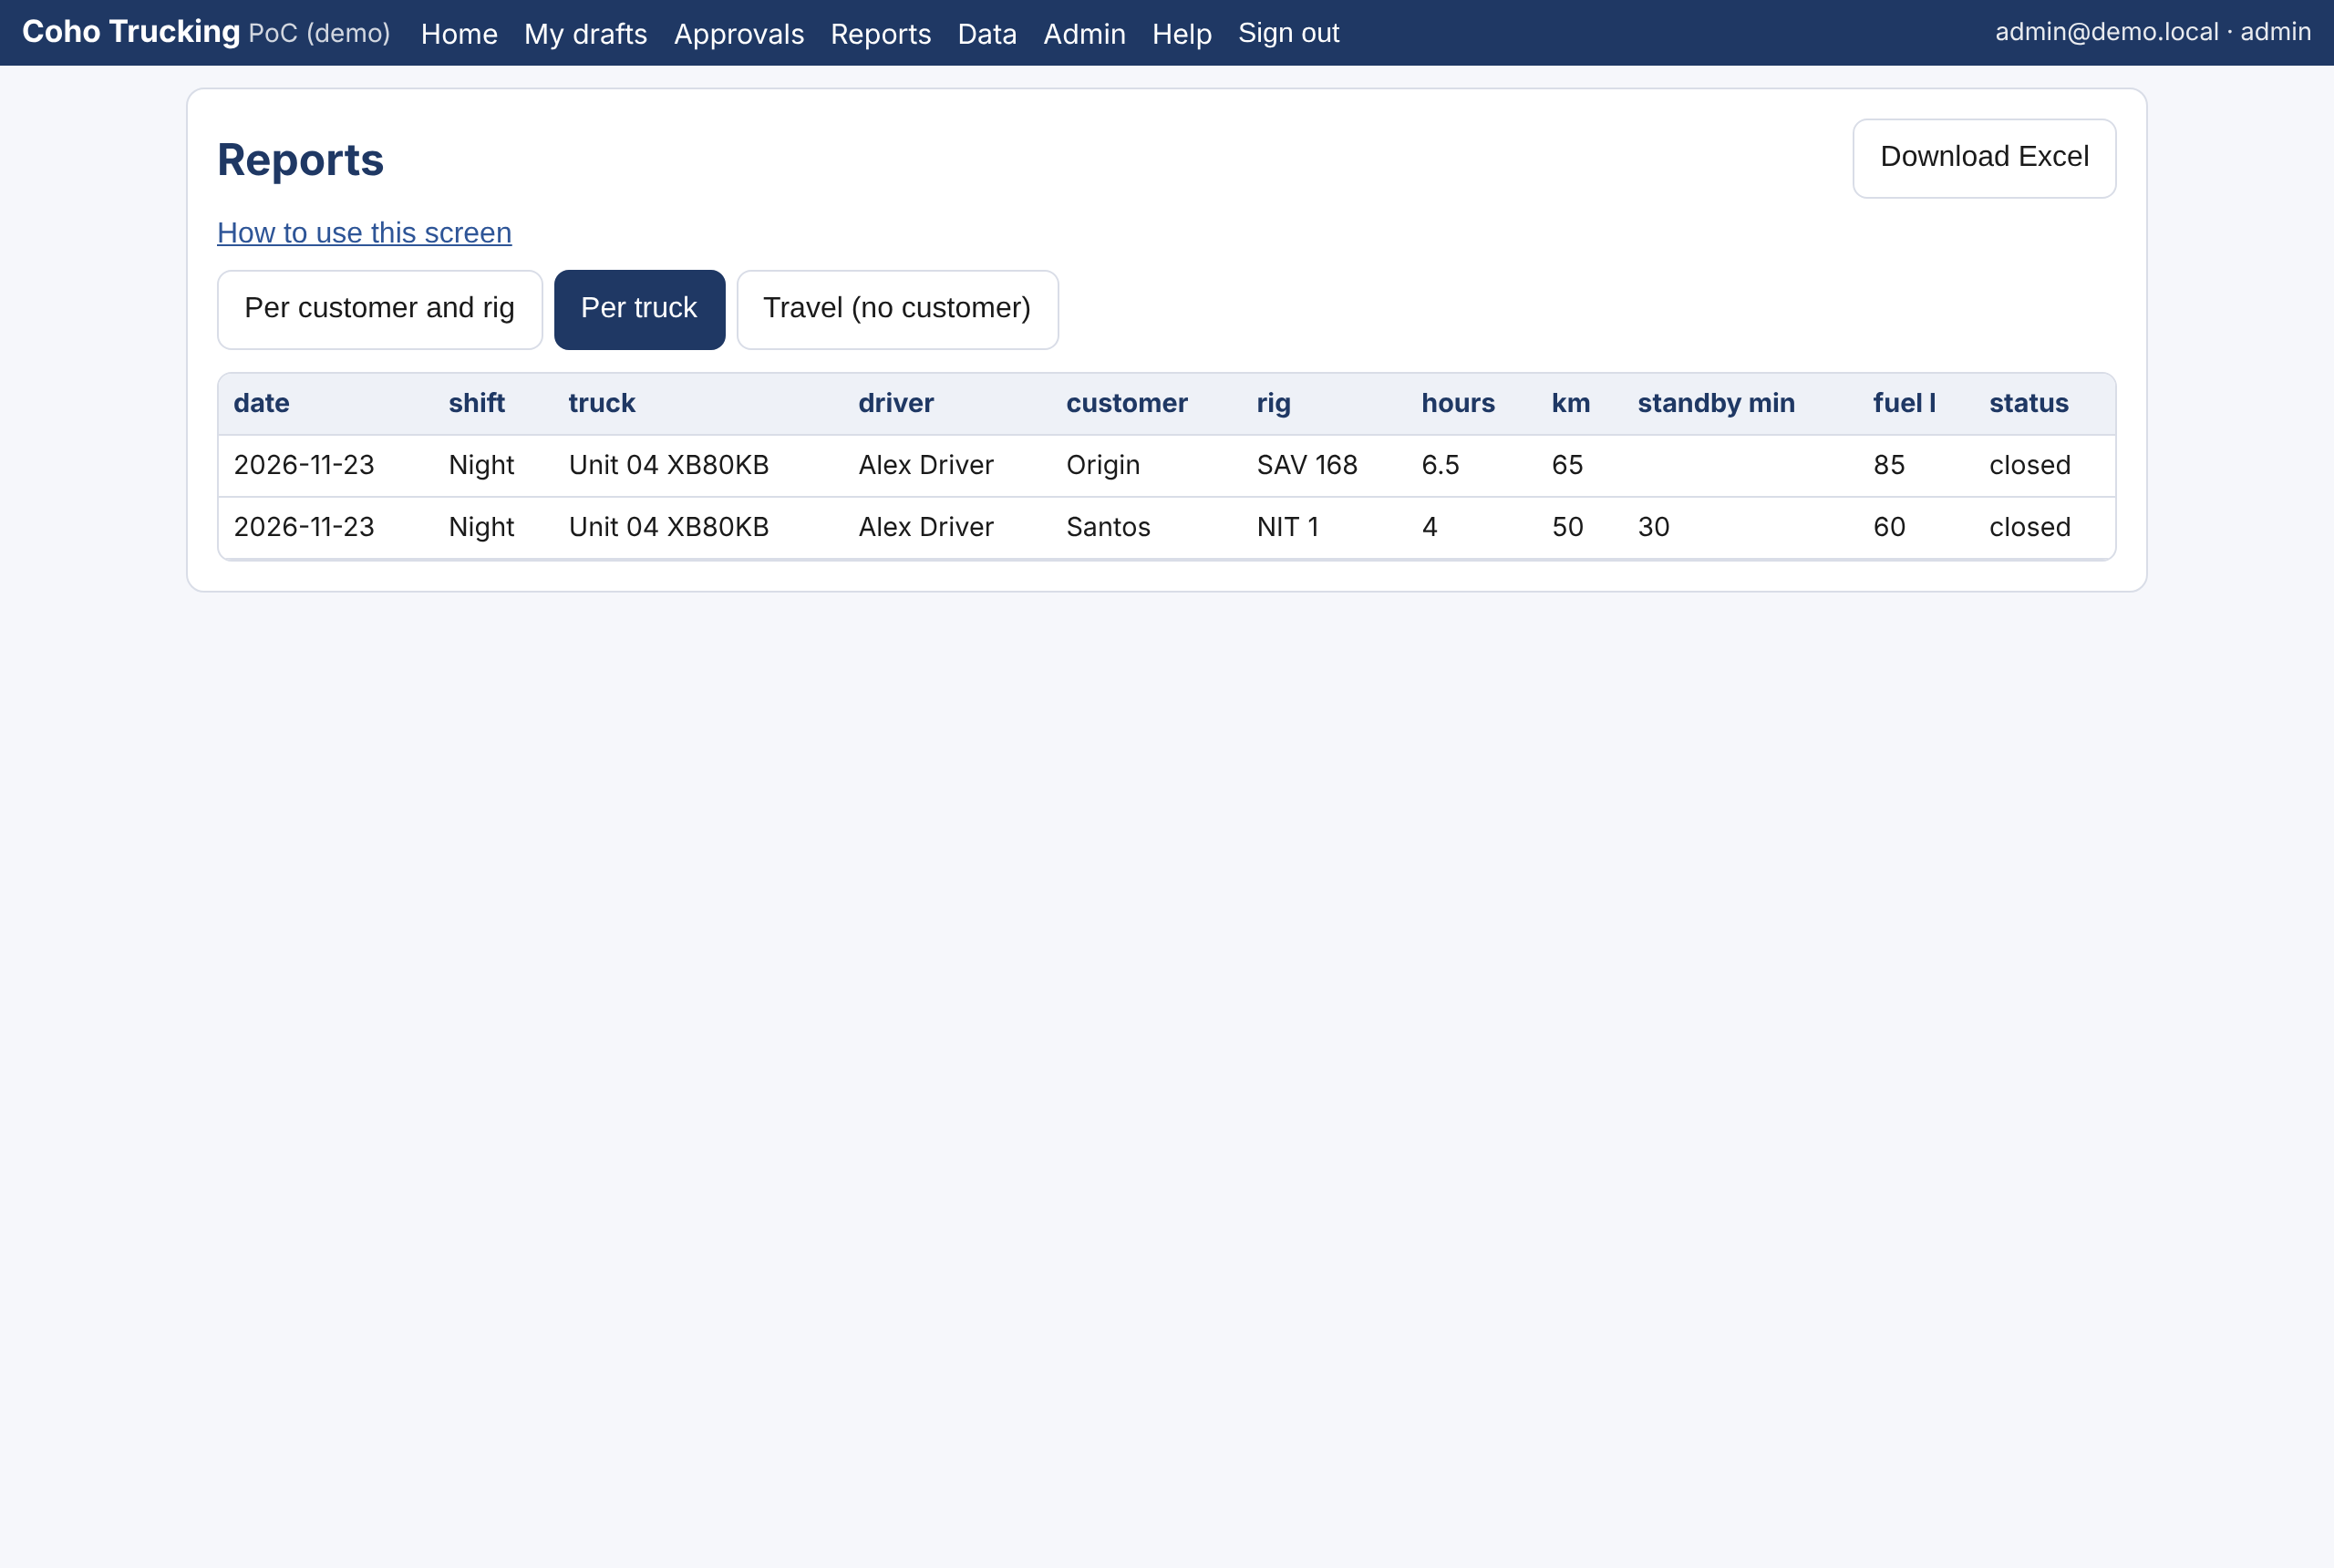 Coho Trucking PoC (demo) Home My drafts Approvals Reports Data Admin Help Sign out admin@demo.local · admin
Reports Download Excel
How to use this screen
Per customer and rig Per truck Travel (no customer)
date shift truck driver customer rig hours km standby min fuel l status
2026-11-23 Night Unit 04 XB80KB Alex Driver Origin SAV 168 6.5 65 85 closed
2026-11-23 Night Unit 04 XB80KB Alex Driver Santos NIT 1 4 50 30 60 closed